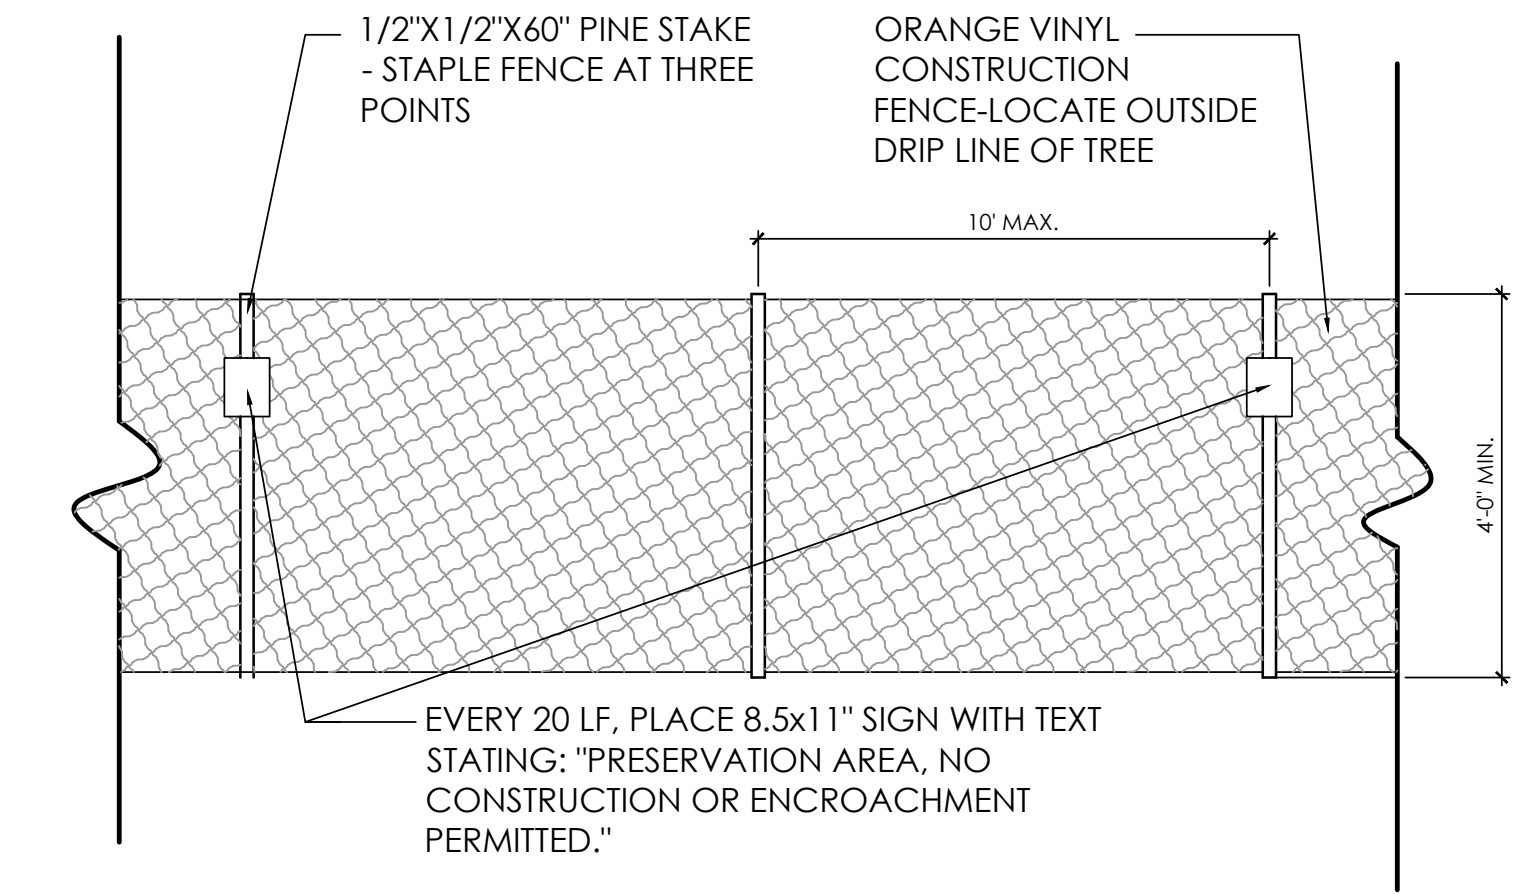 1/2"X1/2"X60" PINE STAKE
- STAPLE FENCE AT THREE
POINTS
ORANGE VINYL
CONSTRUCTION
FENCE-LOCATE OUTSIDE
DRIP LINE OF TREE
10' MAX.
4'-0" MIN.
EVERY 20 LF, PLACE 8.5x11" SIGN WITH TEXT
STATING: "PRESERVATION AREA, NO
CONSTRUCTION OR ENCROACHMENT
PERMITTED."